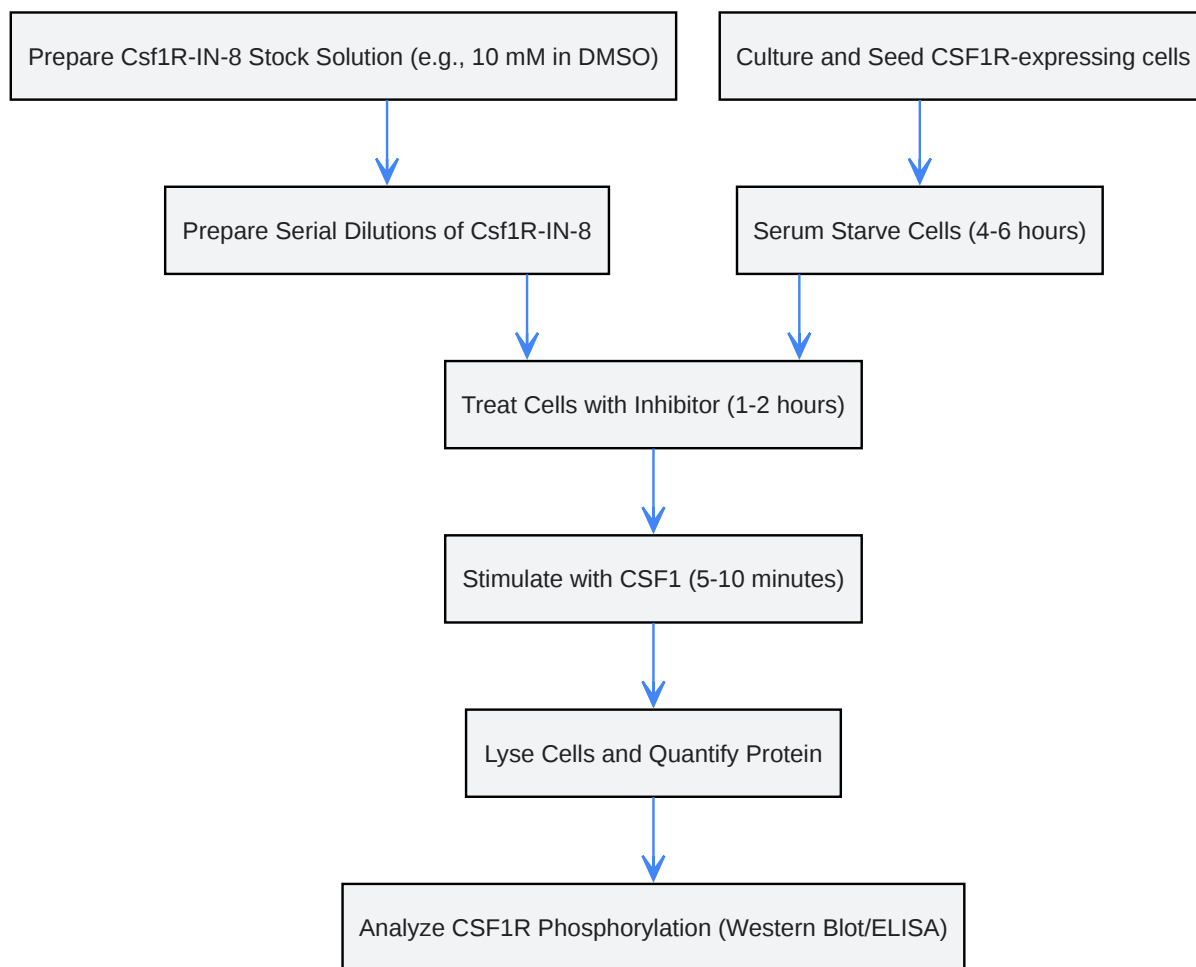 Prepare Csf1R-IN-8 Stock Solution (e.g., 10 mM in DMSO)
Culture and Seed CSF1R-expressing cells
Prepare Serial Dilutions of Csf1R-IN-8
Serum Starve Cells (4-6 hours)
Treat Cells with Inhibitor (1-2 hours)
Stimulate with CSF1 (5-10 minutes)
Lyse Cells and Quantify Protein
Analyze CSF1R Phosphorylation (Western Blot/ELISA)